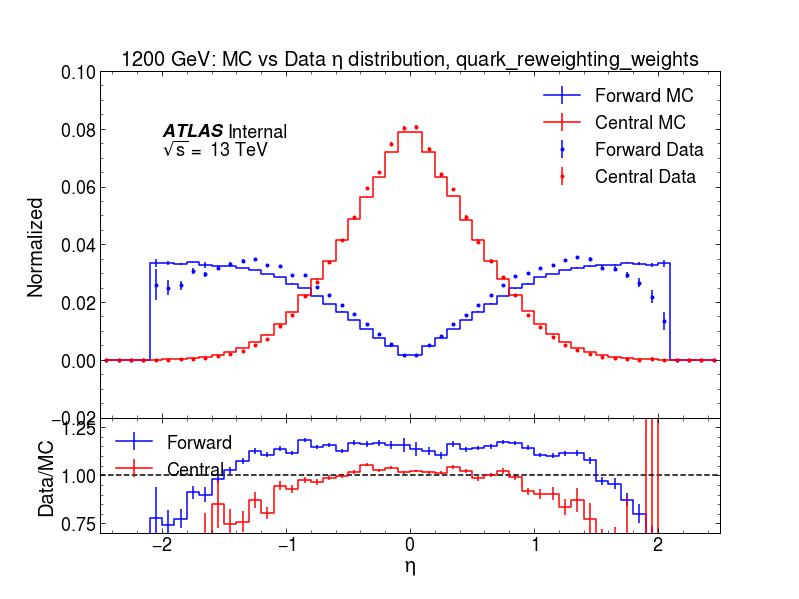 1200 GeV: MC vs Data η distribution, quark_reweighting_weights
0.10
0.08
0.06
0.04
0.02
0.00
−0.02
Normalized
ATLAS Internal
√s = 13 TeV
Forward MC
Central MC
Forward Data
Central Data
1.25
1.00
0.75
Data/MC
Forward
Central
−2
−1
0
1
2
η